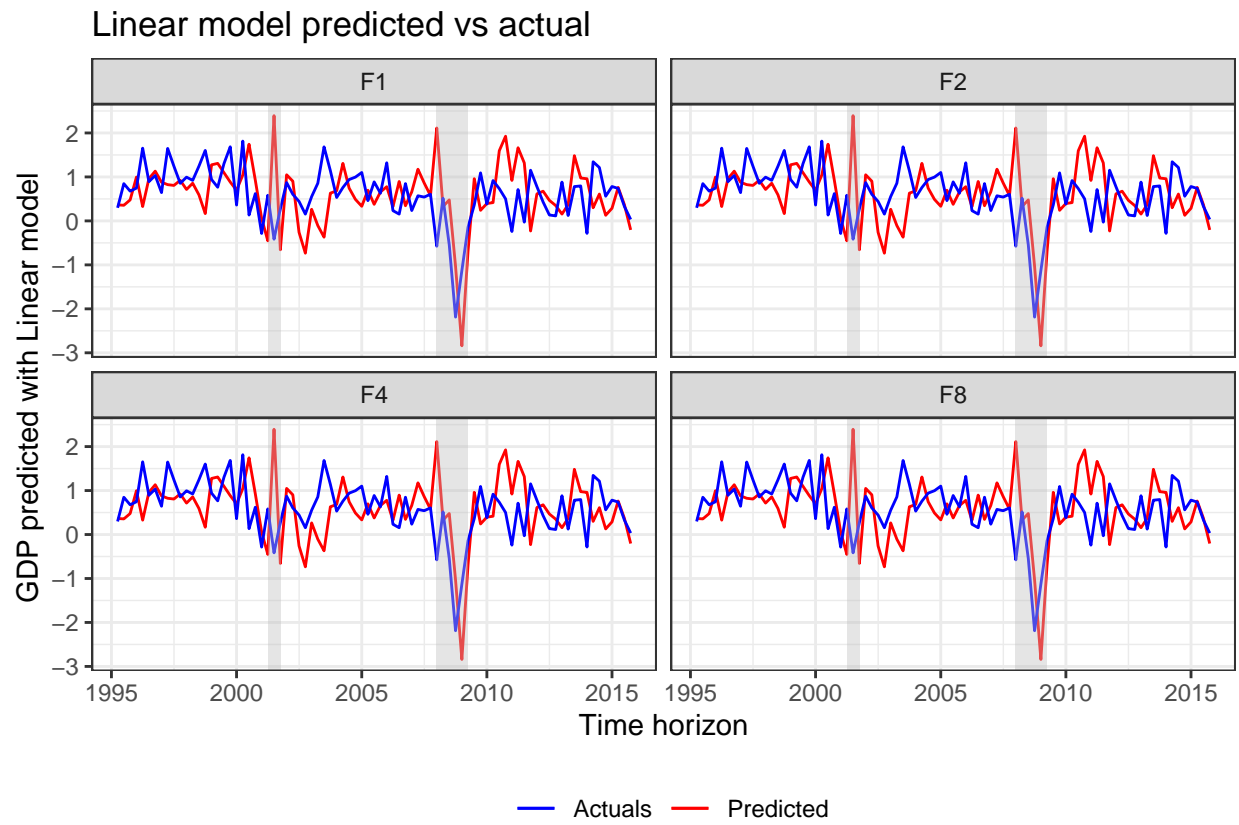 Linear model predicted vs actual
F1
F2
2
1
0
−1
−2
−3
F4
F8
2
1
0
−1
−2
−3
1995 2000 2005 2010 2015 1995 2000 2005 2010 2015
GDP predicted with Linear model
Time horizon
Actuals Predicted